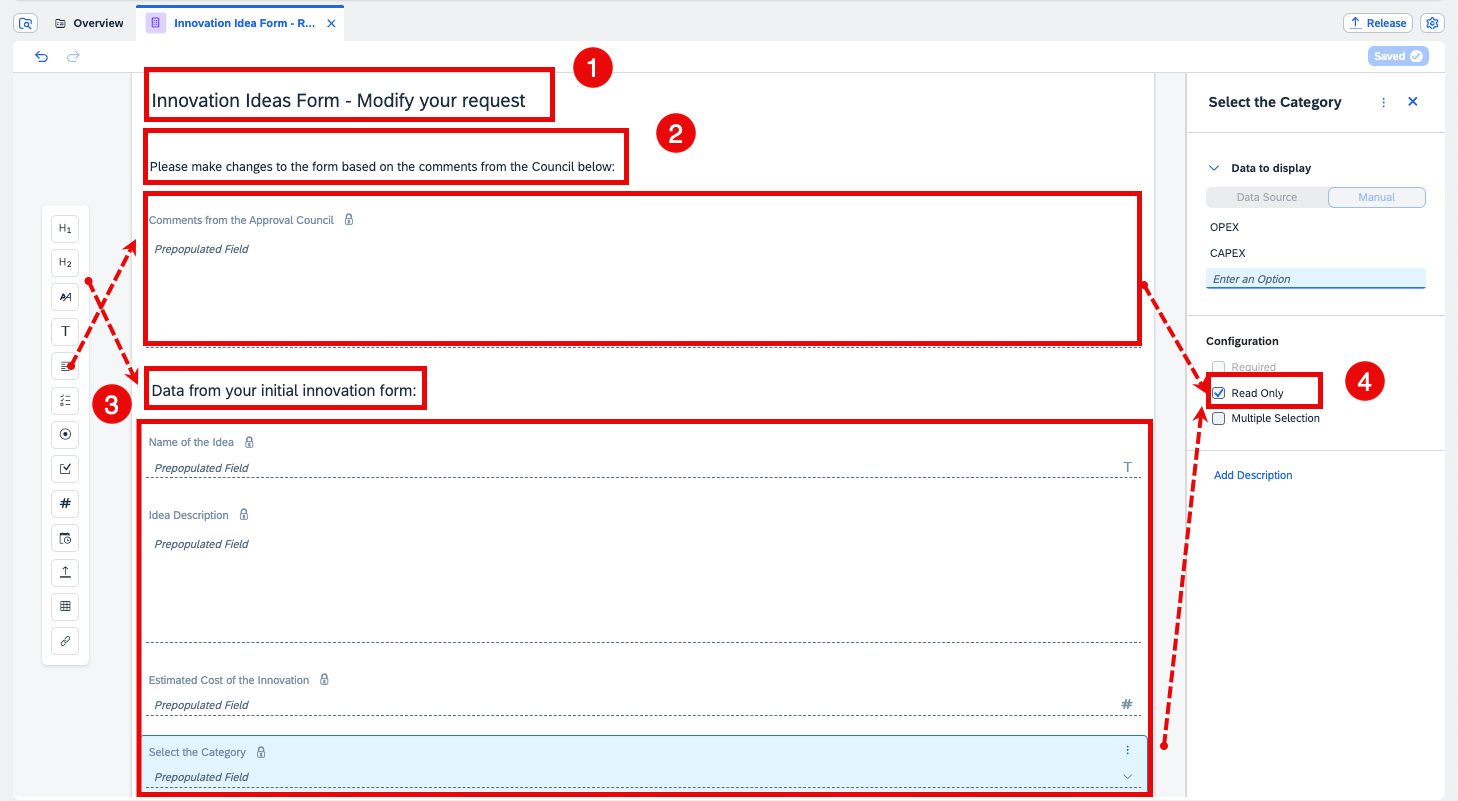 Overview
Innovation Idea Form - R...
Release
Saved
1
Innovation Ideas Form - Modify your request
2
Please make changes to the form based on the comments from the Council below:
Comments from the Approval Council
Prepopulated Field
H1
H2
AA
T
3
Data from your initial innovation form:
Name of the Idea
Prepopulated Field
T
Idea Description
Prepopulated Field
#
Estimated Cost of the Innovation
Prepopulated Field
#
Select the Category
Prepopulated Field
Select the Category
Data to display
Data Source
Manual
OPEX
CAPEX
Enter an Option
Configuration
Required
Read Only
4
Multiple Selection
Add Description